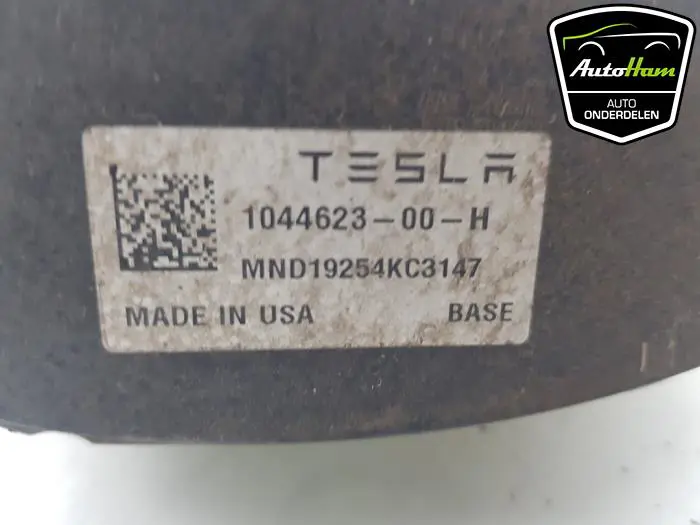 AutoHam
AUTO
ONDERDELEN
TESLA
1044623-00-H
MND19254KC3147
MADE IN USA BASE